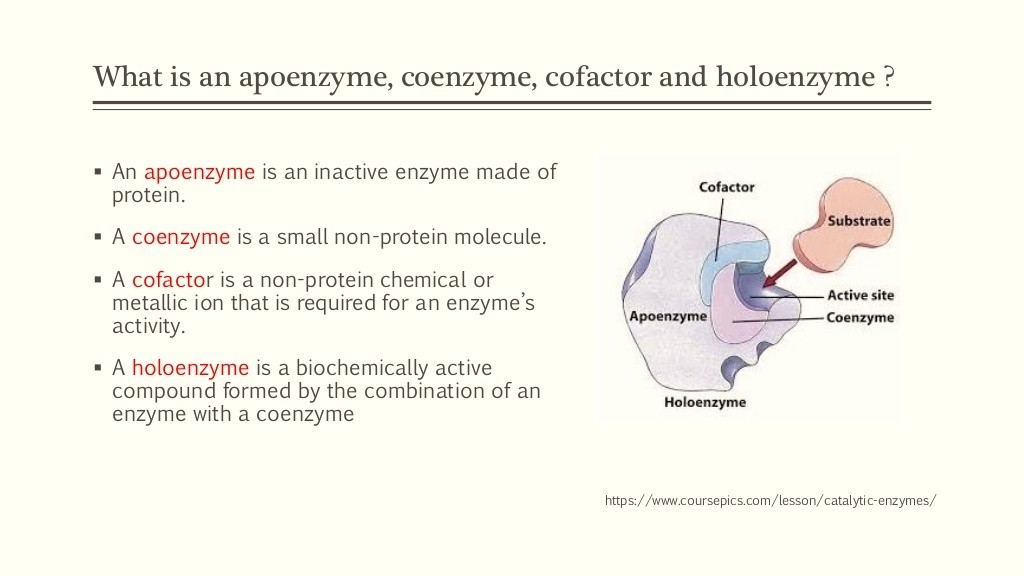 What is an apoenzyme, coenzyme, cofactor and holoenzyme ?
▪ An apoenzyme is an inactive enzyme made of
protein.
▪ A coenzyme is a small non-protein molecule.
▪ A cofactor is a non-protein chemical or
metallic ion that is required for an enzyme’s
activity.
▪ A holoenzyme is a biochemically active
compound formed by the combination of an
enzyme with a coenzyme
Cofactor
Substrate
Active site
Apoenzyme
Coenzyme
Holoenzyme
https://www.coursepics.com/lesson/catalytic-enzymes/